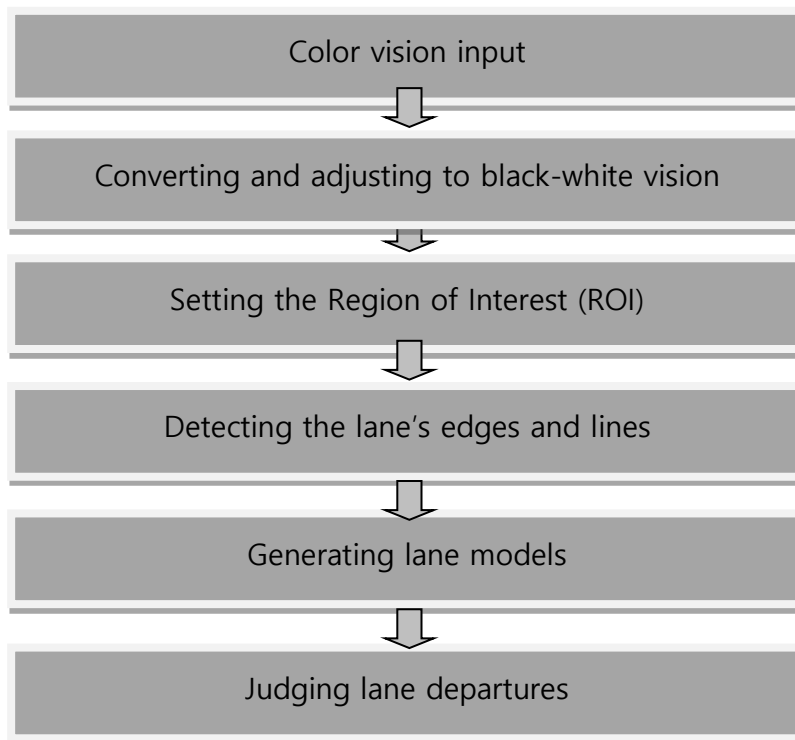 Color vision input
Converting and adjusting to black-white vision
Setting the Region of Interest (ROI)
Detecting the lane’s edges and lines
Generating lane models
Judging lane departures